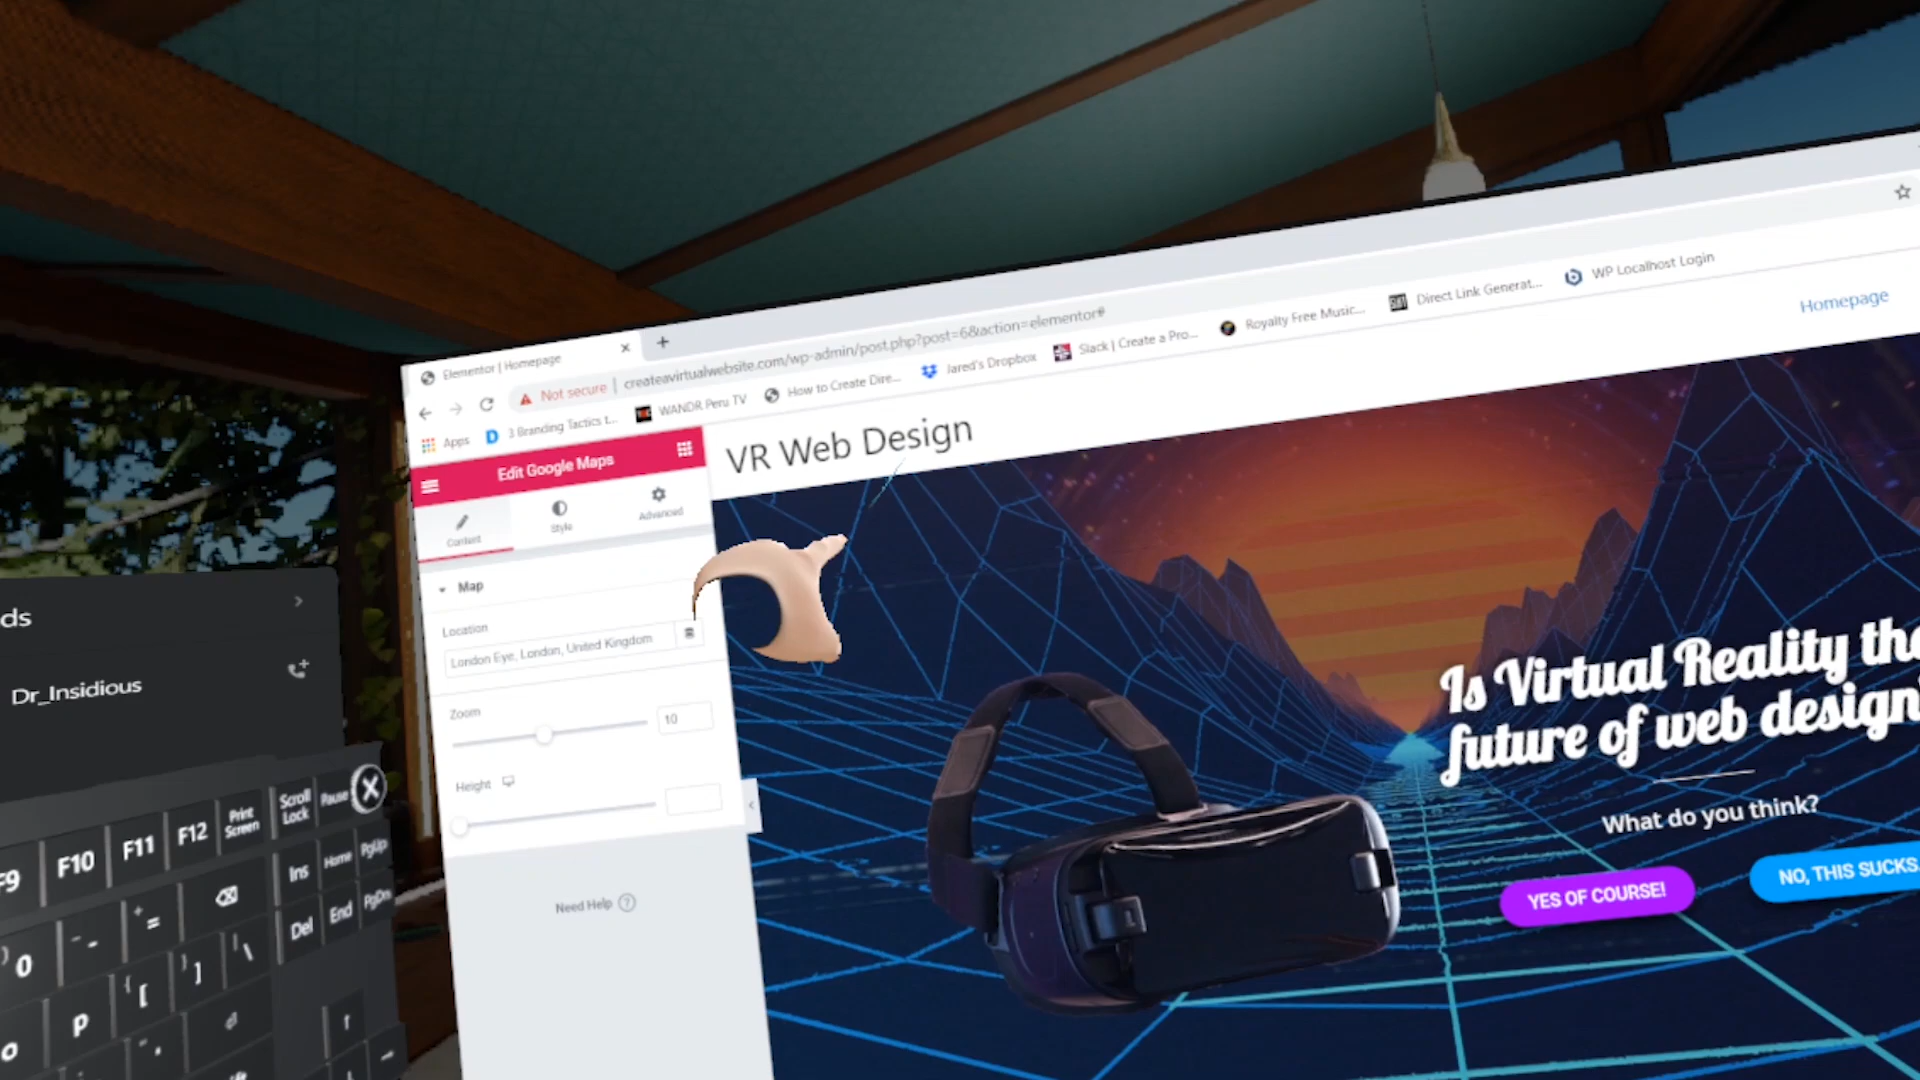 Elementor | Homepage
Not secure | createavirtualwebsite.com/wp-admin/post.php?post=6&action=elementor#
Apps
3 Branding Tactics t...
WANDR Peru TV
How to Create Dire...
Jared's Dropbox
Slack | Create a Pro...
Royalty Free Music...
Direct Link Generat...
WP Localhost Login
Homepage
VR Web Design
Edit Google Maps
Content
Style
Advanced
Map
Location
London Eye, London, United Kingdom
Zoom
10
Height
Need Help ?
Is Virtual Reality the
future of web design
What do you think?
YES OF COURSE!
NO, THIS SUCKS.
ds
Dr_Insidious
F9
F10
F11
F12
Print Screen
Scroll Lock
Pause
Ins
Home
PgUp
Del
End
PgDn
) 0
_ -
+ =
| \
P
{ [
} ]
O